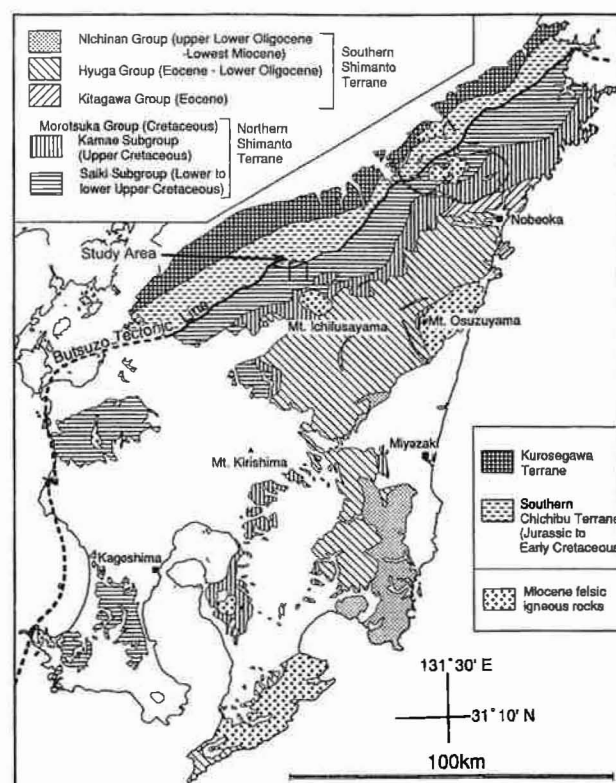 Nichinan Group (upper Lower Oligocene
-Lowest Miocene)
Hyuga Group (Eocene - Lower Oligocene)
Kitagawa Group (Eocene)
Southern
Shimanto
Terrane
Morotsuka Group (Cretaceous)
Kamae Subgroup
(Upper Cretaceous)
Saiki Subgroup (Lower to
lower Upper Cretaceous)
Northern
Shimanto
Terrane
Nobeoka
Study Area
Butsuzo Tectonic Line
Mt. Ichifusayama
Mt. Osuzuyama
Mt. Kirishima
Miyazaki
Kagoshima
Kurosegawa
Terrane
Southern
Chichibu Terrane
(Jurassic to
Early Cretaceous
Miocene felsic
igneous rocks
131° 30' E
31° 10' N
100km